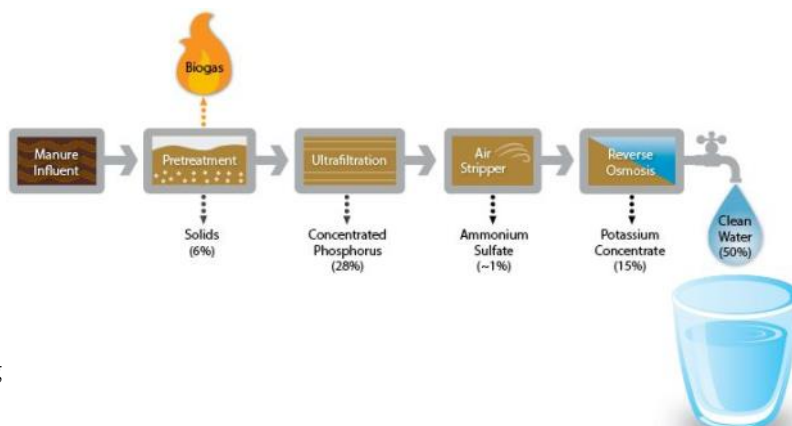 Biogas
Manure
Influent
Pretreatment
Ultrafiltration
Air
Stripper
Reverse
Osmosis
Solids
(6%)
Concentrated
Phosphorus
(28%)
Ammonium
Sulfate
(~1%)
Potassium
Concentrate
(15%)
Clean
Water
(50%)